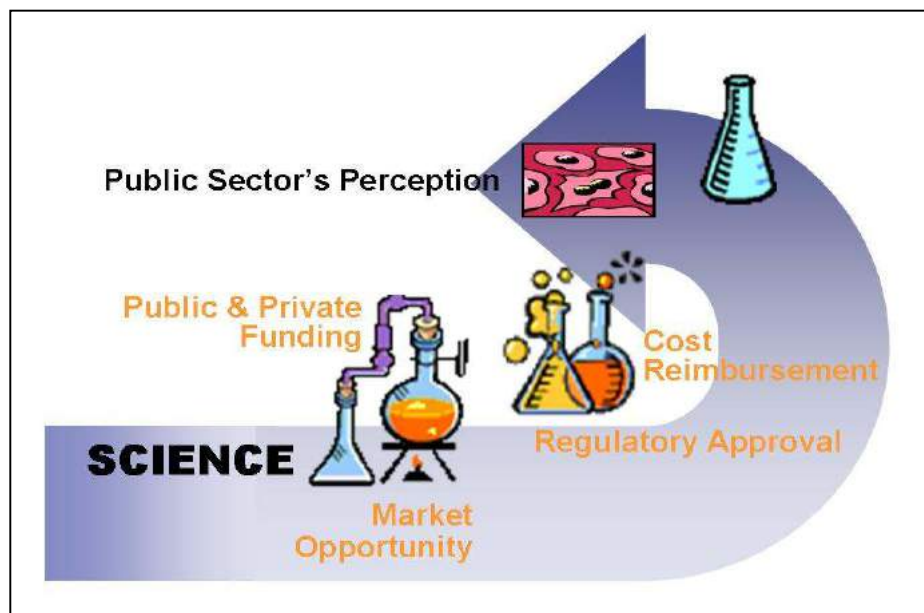 Public Sector's Perception
Public & Private
Funding
Cost
Reimbursement
Regulatory Approval
SCIENCE
Market
Opportunity